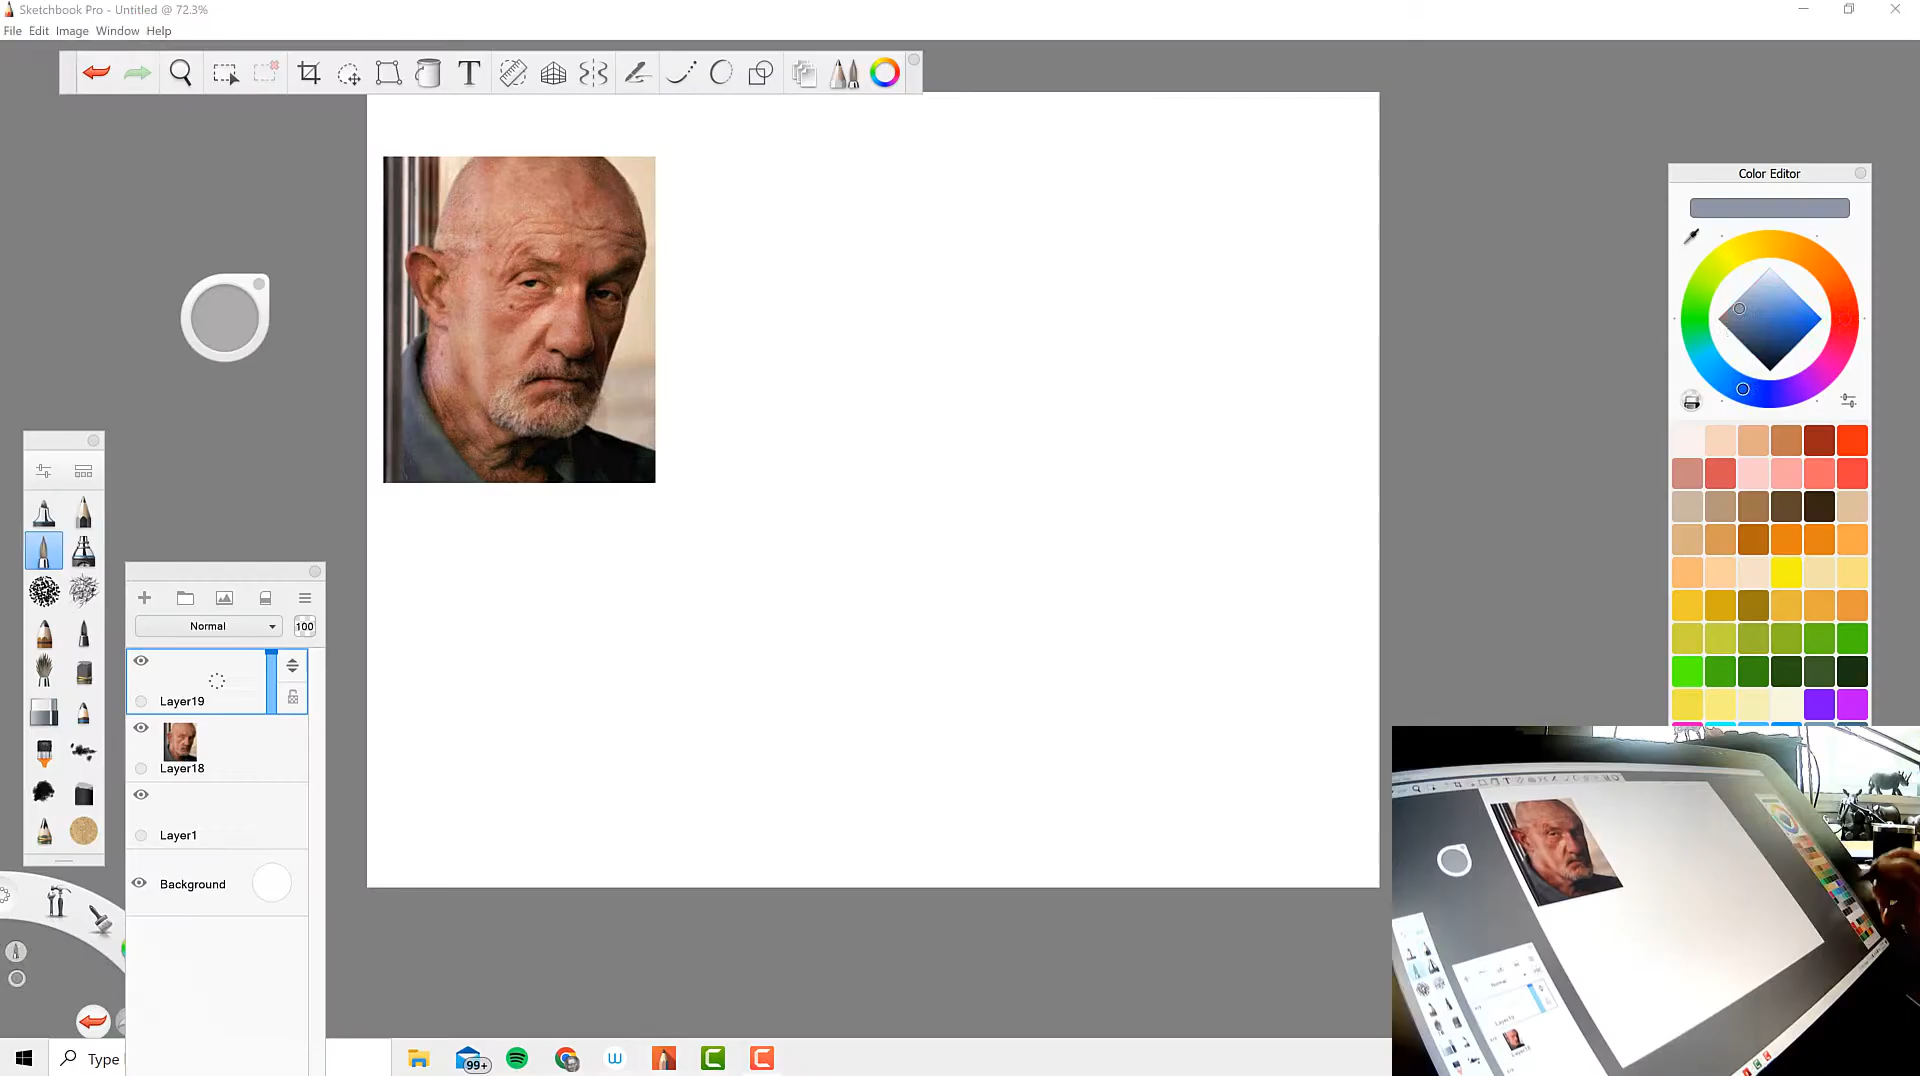 Sketchbook Pro - Untitled @ 72.3%
File Edit Image Window Help
T
Color Editor
Normal
100
Layer19
Layer18
Layer1
Background
Type
99+
W
C
C